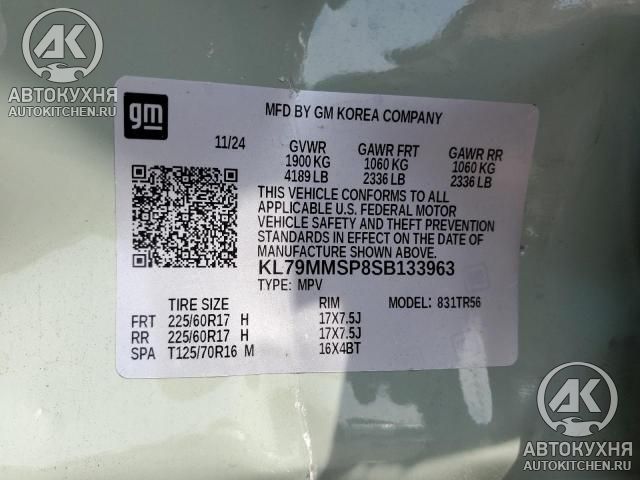 АВТОКУХНЯ
AUTOKITCHEN.RU
gm
MFD BY GM KOREA COMPANY
11/24 GVWR GAWR FRT GAWR RR
1900 KG 1060 KG 1060 KG
4189 LB 2336 LB 2336 LB
THIS VEHICLE CONFORMS TO ALL
APPLICABLE U.S. FEDERAL MOTOR
VEHICLE SAFETY AND THEFT PREVENTION
STANDARDS IN EFFECT ON THE DATE OF
MANUFACTURE SHOWN ABOVE.
KL79MMSP8SB133963
TYPE: MPV
TIRE SIZE RIM MODEL: 831TR56
FRT 225/60R17 H 17X7.5J
RR 225/60R17 H 17X7.5J
SPA T125/70R16 M 16X4BT
АВТОКУХНЯ
AUTOKITCHEN.RU